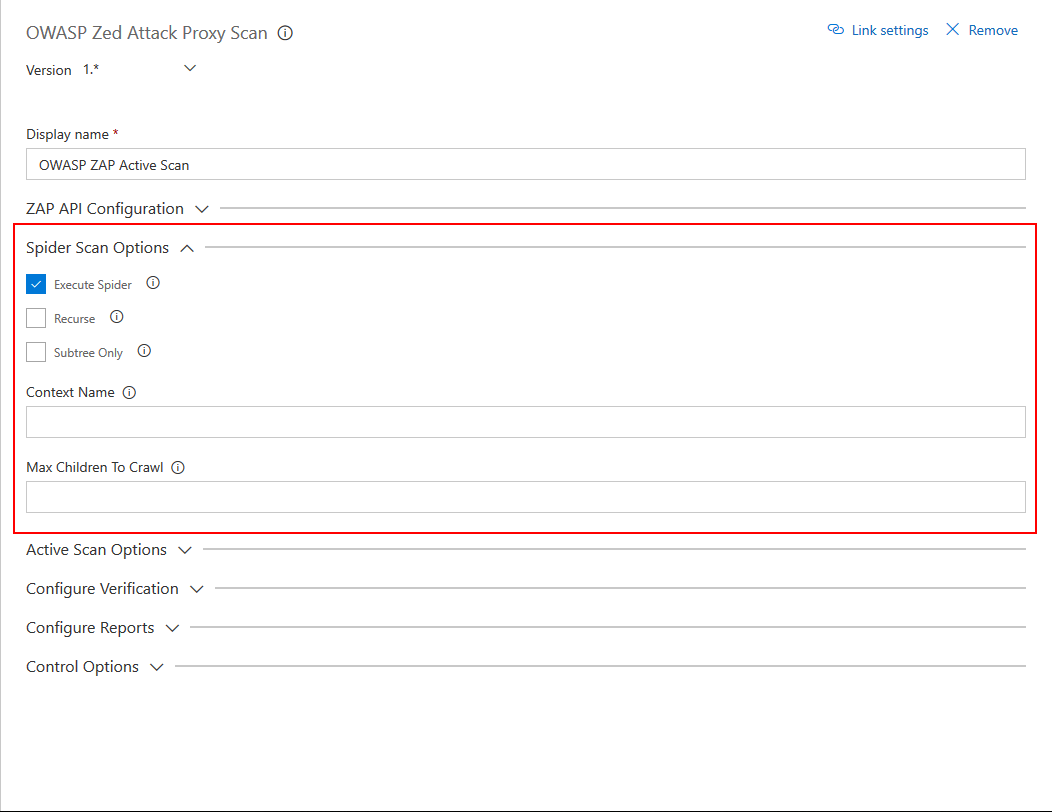 OWASP Zed Attack Proxy Scan
Link settings
Remove
Version 1.*
Display name *
OWASP ZAP Active Scan
ZAP API Configuration
Spider Scan Options
Execute Spider
Recurse
Subtree Only
Context Name
Max Children To Crawl
Active Scan Options
Configure Verification
Configure Reports
Control Options